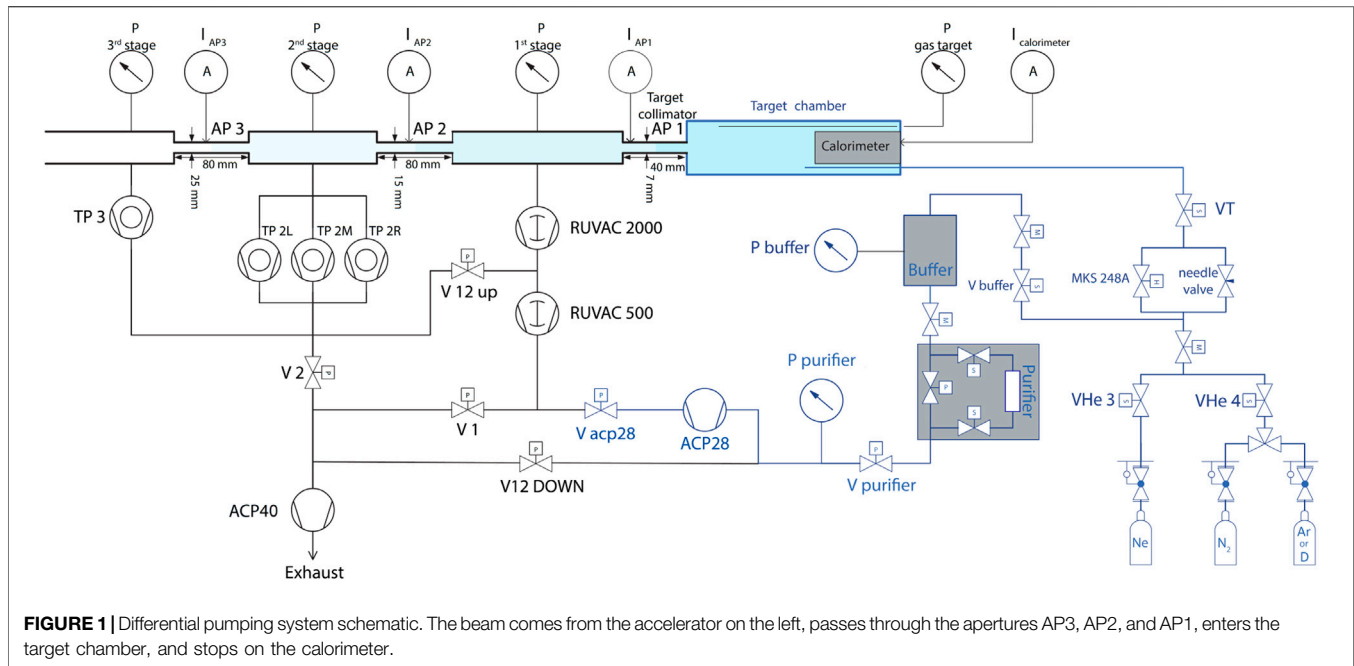 P
3rd stage
I AP3
P
2nd stage
I AP2
P
1st stage
I AP1
P
gas target
I calorimeter
A
A
A
A
Target
collimator
Target chamber
AP 3
AP 2
AP 1
Calorimeter
80 mm
80 mm
40 mm
25 mm
15 mm
7 mm
TP 3
TP 2L
TP 2M
TP 2R
RUVAC 2000
P
V 12 up
RUVAC 500
P buffer
Buffer
M
V buffer
S
S
VT
MKS 248A
H
needle
valve
M
M
V 2
P
P purifier
S
P
S
Purifier
VHe 3
S
VHe 4
S
P
V 1
P
V acp28
ACP28
P
V12 DOWN
P
V purifier
ACP40
Exhaust
Ne
N2
Ar
or
D
FIGURE 1 | Differential pumping system schematic. The beam comes from the accelerator on the left, passes through the apertures AP3, AP2, and AP1, enters the
target chamber, and stops on the calorimeter.